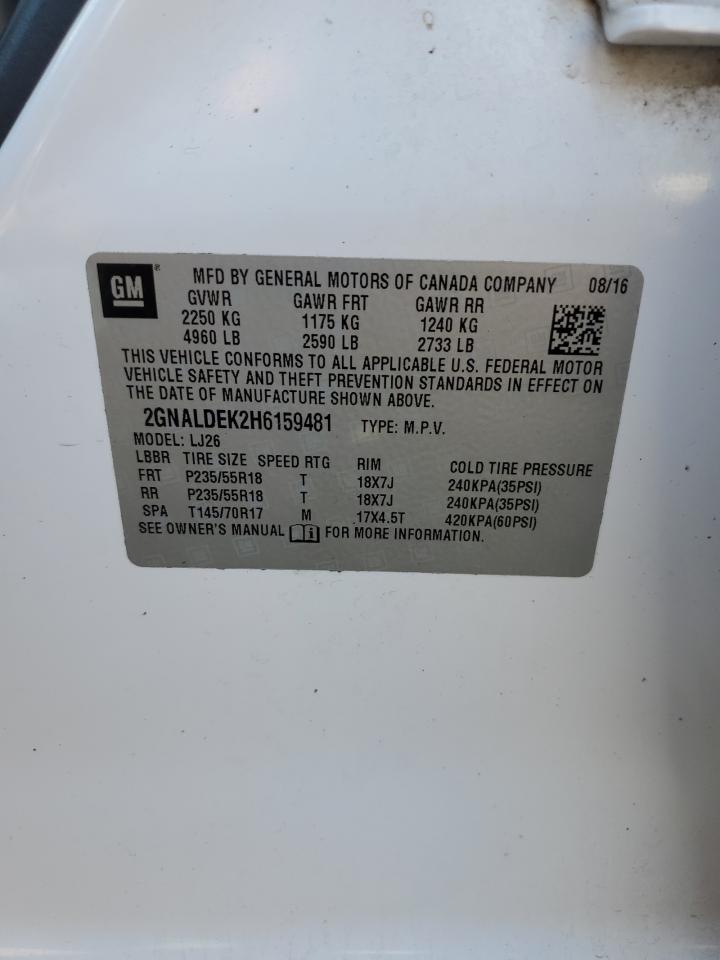 GM ® MFD BY GENERAL MOTORS OF CANADA COMPANY 08/16
GVWR GAWR FRT GAWR RR
2250 KG 1175 KG 1240 KG
4960 LB 2590 LB 2733 LB
THIS VEHICLE CONFORMS TO ALL APPLICABLE U.S. FEDERAL MOTOR
VEHICLE SAFETY AND THEFT PREVENTION STANDARDS IN EFFECT ON
THE DATE OF MANUFACTURE SHOWN ABOVE.
2GNALDEK2H6159481 TYPE: M.P.V.
MODEL: LJ26
LBBR TIRE SIZE SPEED RTG RIM COLD TIRE PRESSURE
FRT P235/55R18 T 18X7J 240KPA(35PSI)
RR P235/55R18 T 18X7J 240KPA(35PSI)
SPA T145/70R17 M 17X4.5T 420KPA(60PSI)
SEE OWNER'S MANUAL i FOR MORE INFORMATION.